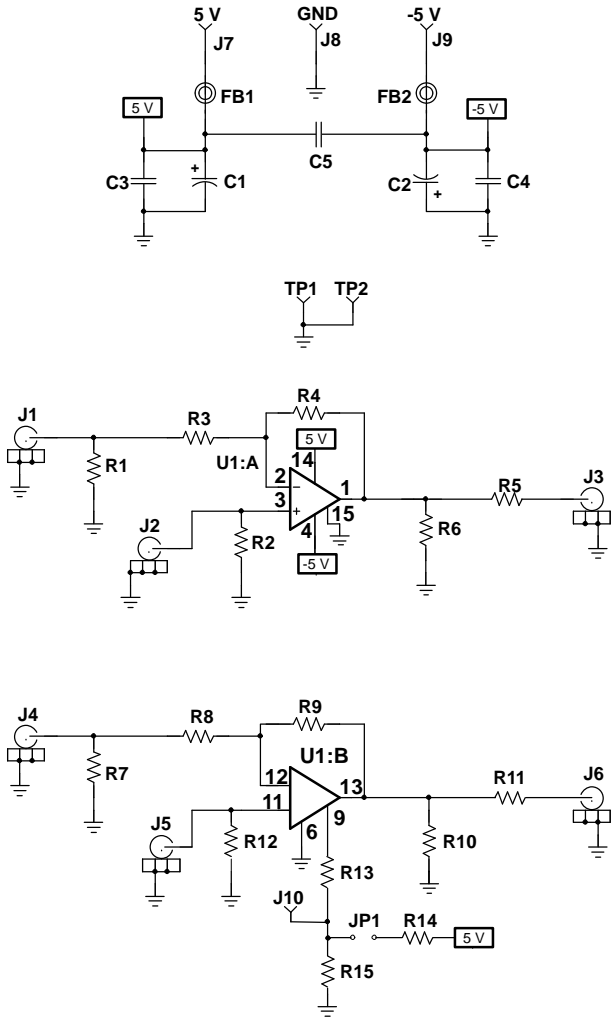 5 V
GND
-5 V
J7
J8
J9
FB1
FB2
5 V
-5 V
C5
C3
+
C1
C2
+
C4
TP1
TP2
R4
J1
R3
5 V
U1:A
14
R1
2
−
1
J3
R5
3
+
15
J2
R2
4
R6
-5 V
R9
J4
R8
U1:B
12
13
R11
J6
R7
11
9
J5
R12
6
R10
R13
J10
JP1
R14
5 V
R15